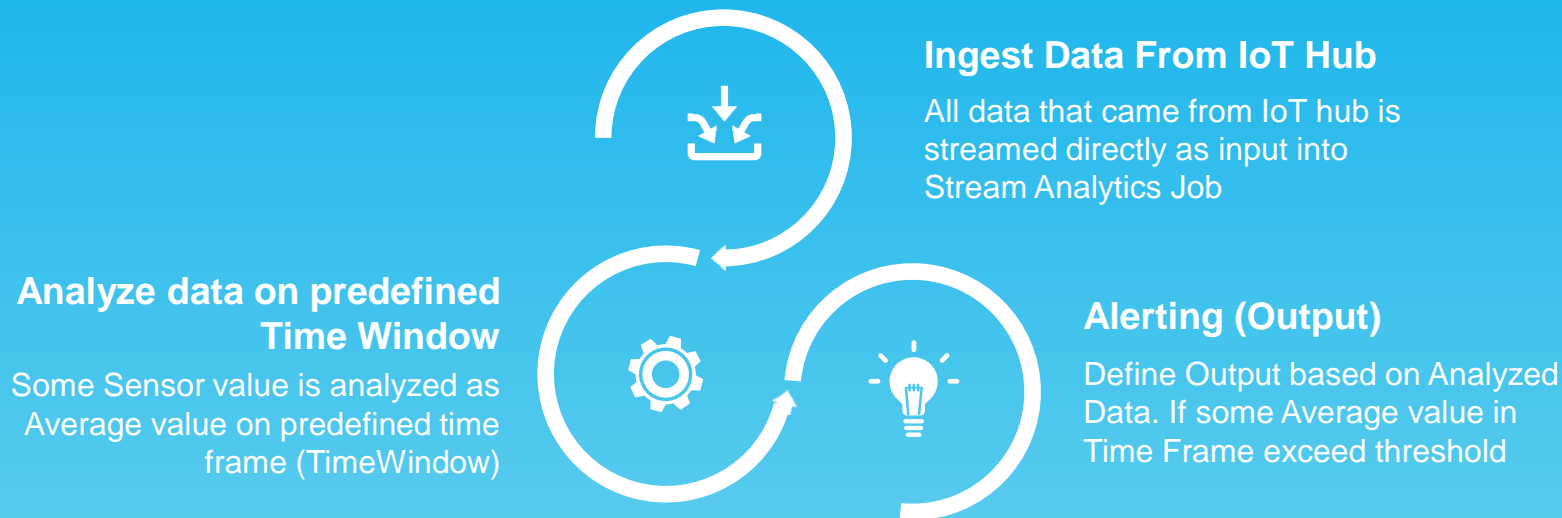 Ingest Data From IoT Hub
All data that came from IoT hub is
streamed directly as input into
Stream Analytics Job
Analyze data on predefined
Time Window
Some Sensor value is analyzed as
Average value on predefined time
frame (TimeWindow)
Alerting (Output)
Define Output based on Analyzed
Data. If some Average value in
Time Frame exceed threshold